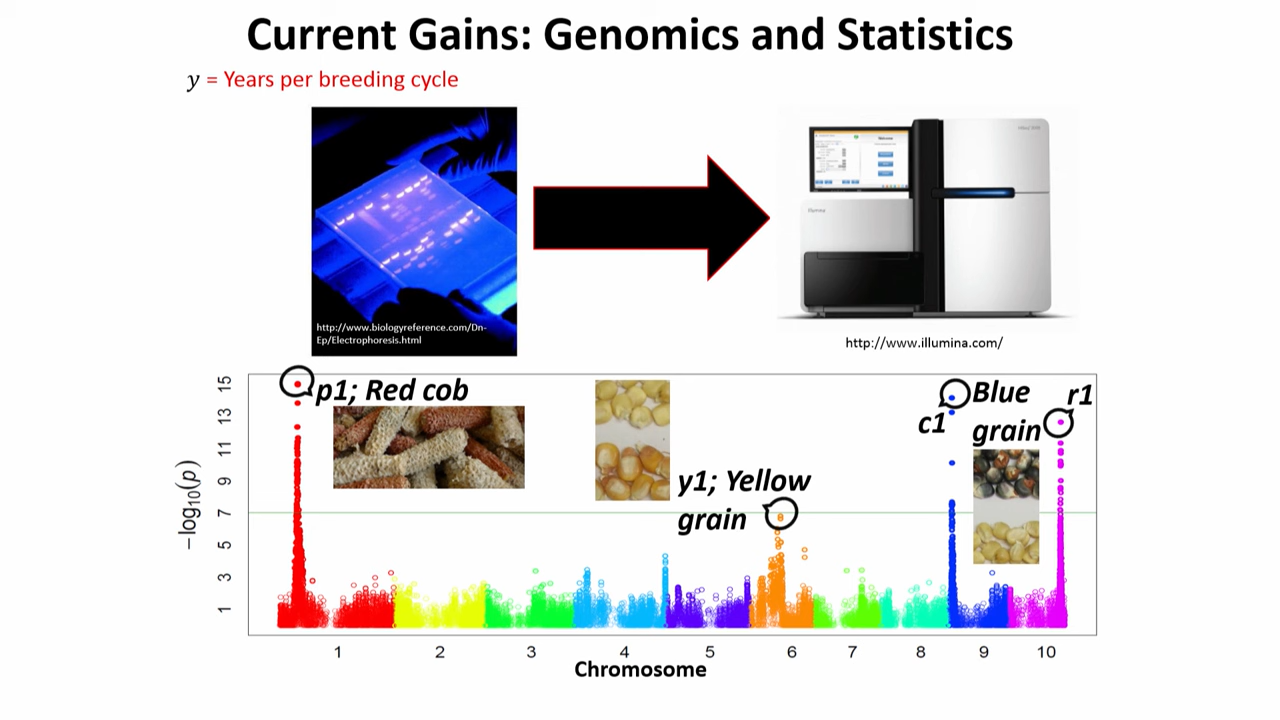 Current Gains: Genomics and Statistics
y = Years per breeding cycle
http://www.biologyreference.com/Dn-
Ep/Electrophoresis.html
http://www.illumina.com/
p1; Red cob
y1; Yellow
grain
c1
Blue
grain
r1
−log10(p)
15
13
11
9
7
5
3
1
1 2 3 4 5 6 7 8 9 10
Chromosome